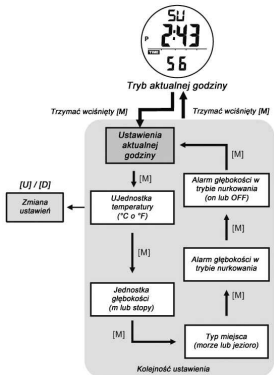 SU
P 2:43
TIME
56
Tryb aktualnej godziny
Trzymać wciśnięty [M]
Trzymać wciśnięty [M]
Ustawienia
aktualnej
godziny
[M]
[M]
[U] / [D]
Zmiana
ustawień
UJednostka
temperatury
(°C o °F)
Alarm głębokości w
trybie nurkowania
(on lub OFF)
[M]
[M]
Alarm głębokości w
trybie nurkowania
Jednostka
głębokości
(m lub stopy)
[M]
[M]
Typ miejsca
(morze lub jezioro)
Kolejność ustawienia